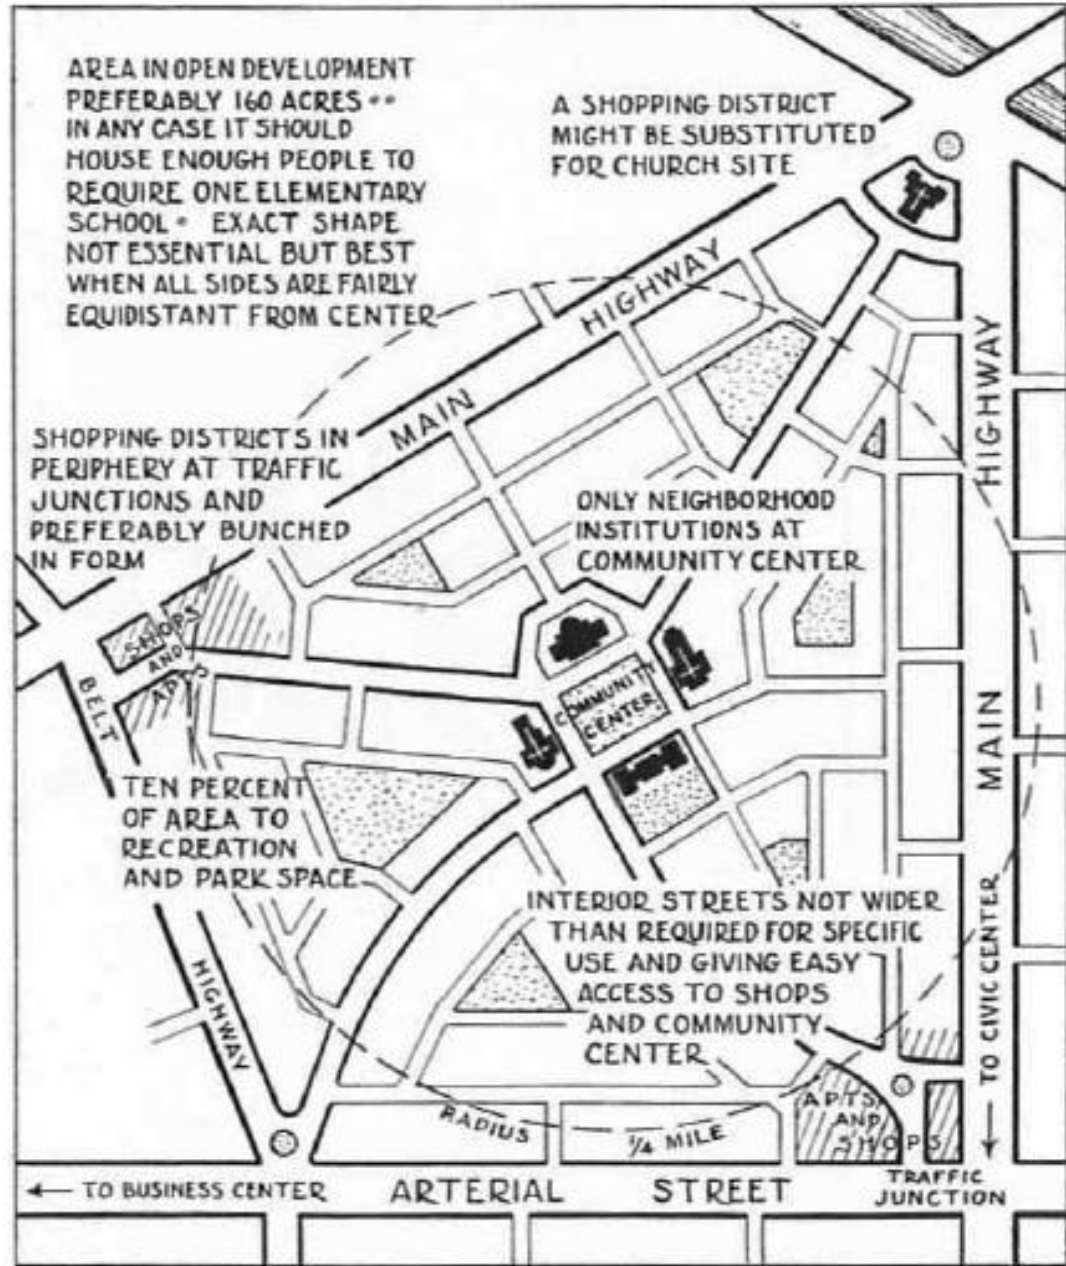 AREA IN OPEN DEVELOPMENT
PREFERABLY 160 ACRES • •
IN ANY CASE IT SHOULD
HOUSE ENOUGH PEOPLE TO
REQUIRE ONE ELEMENTARY
SCHOOL • EXACT SHAPE
NOT ESSENTIAL BUT BEST
WHEN ALL SIDES ARE FAIRLY
EQUIDISTANT FROM CENTER
A SHOPPING DISTRICT
MIGHT BE SUBSTITUTED
FOR CHURCH SITE
MAIN HIGHWAY
SHOPPING DISTRICTS IN
PERIPHERY AT TRAFFIC
JUNCTIONS AND
PREFERABLY BUNCHED
IN FORM
ONLY NEIGHBORHOOD
INSTITUTIONS AT
COMMUNITY CENTER
MAIN HIGHWAY
SHOPS
AND
APTS
BELT HIGHWAY
COMMUNITY
CENTER
TEN PERCENT
OF AREA TO
RECREATION
AND PARK SPACE
INTERIOR STREETS NOT WIDER
THAN REQUIRED FOR SPECIFIC
USE AND GIVING EASY
ACCESS TO SHOPS
AND COMMUNITY
CENTER
← TO CIVIC CENTER
RADIUS 1/4 MILE
APTS
AND
SHOPS
TRAFFIC
JUNCTION
← TO BUSINESS CENTER
ARTERIAL STREET